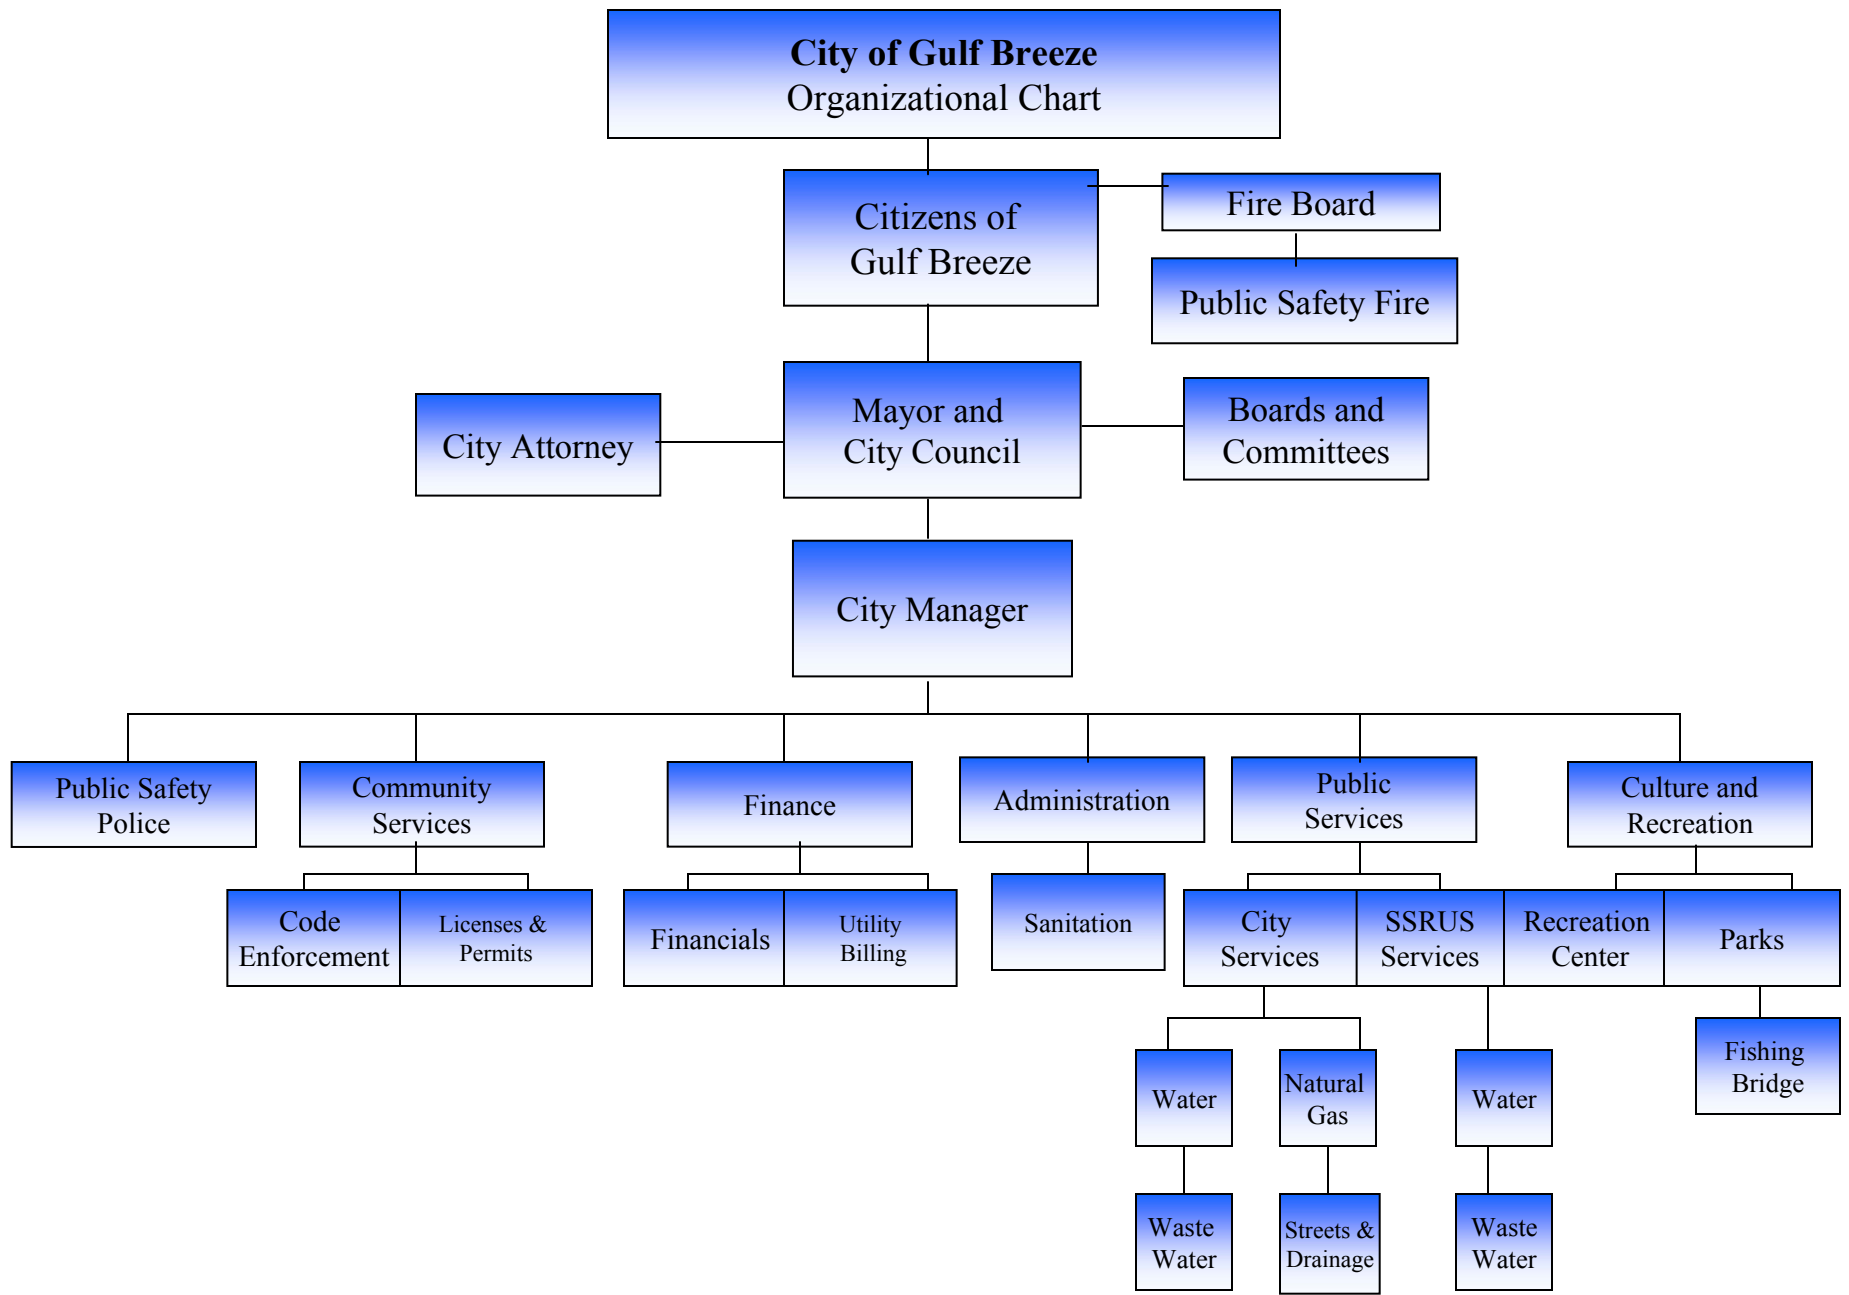 City of Gulf Breeze
Organizational Chart
Citizens of
Gulf Breeze
Fire Board
Public Safety Fire
City Attorney
Mayor and
City Council
Boards and
Committees
City Manager
Public Safety
Police
Community
Services
Finance
Administration
Public
Services
Culture and
Recreation
Code
Enforcement
Licenses &
Permits
Financials
Utility
Billing
Sanitation
City
Services
SSRUS
Services
Recreation
Center
Parks
Water
Natural
Gas
Water
Fishing
Bridge
Waste
Water
Streets &
Drainage
Waste
Water